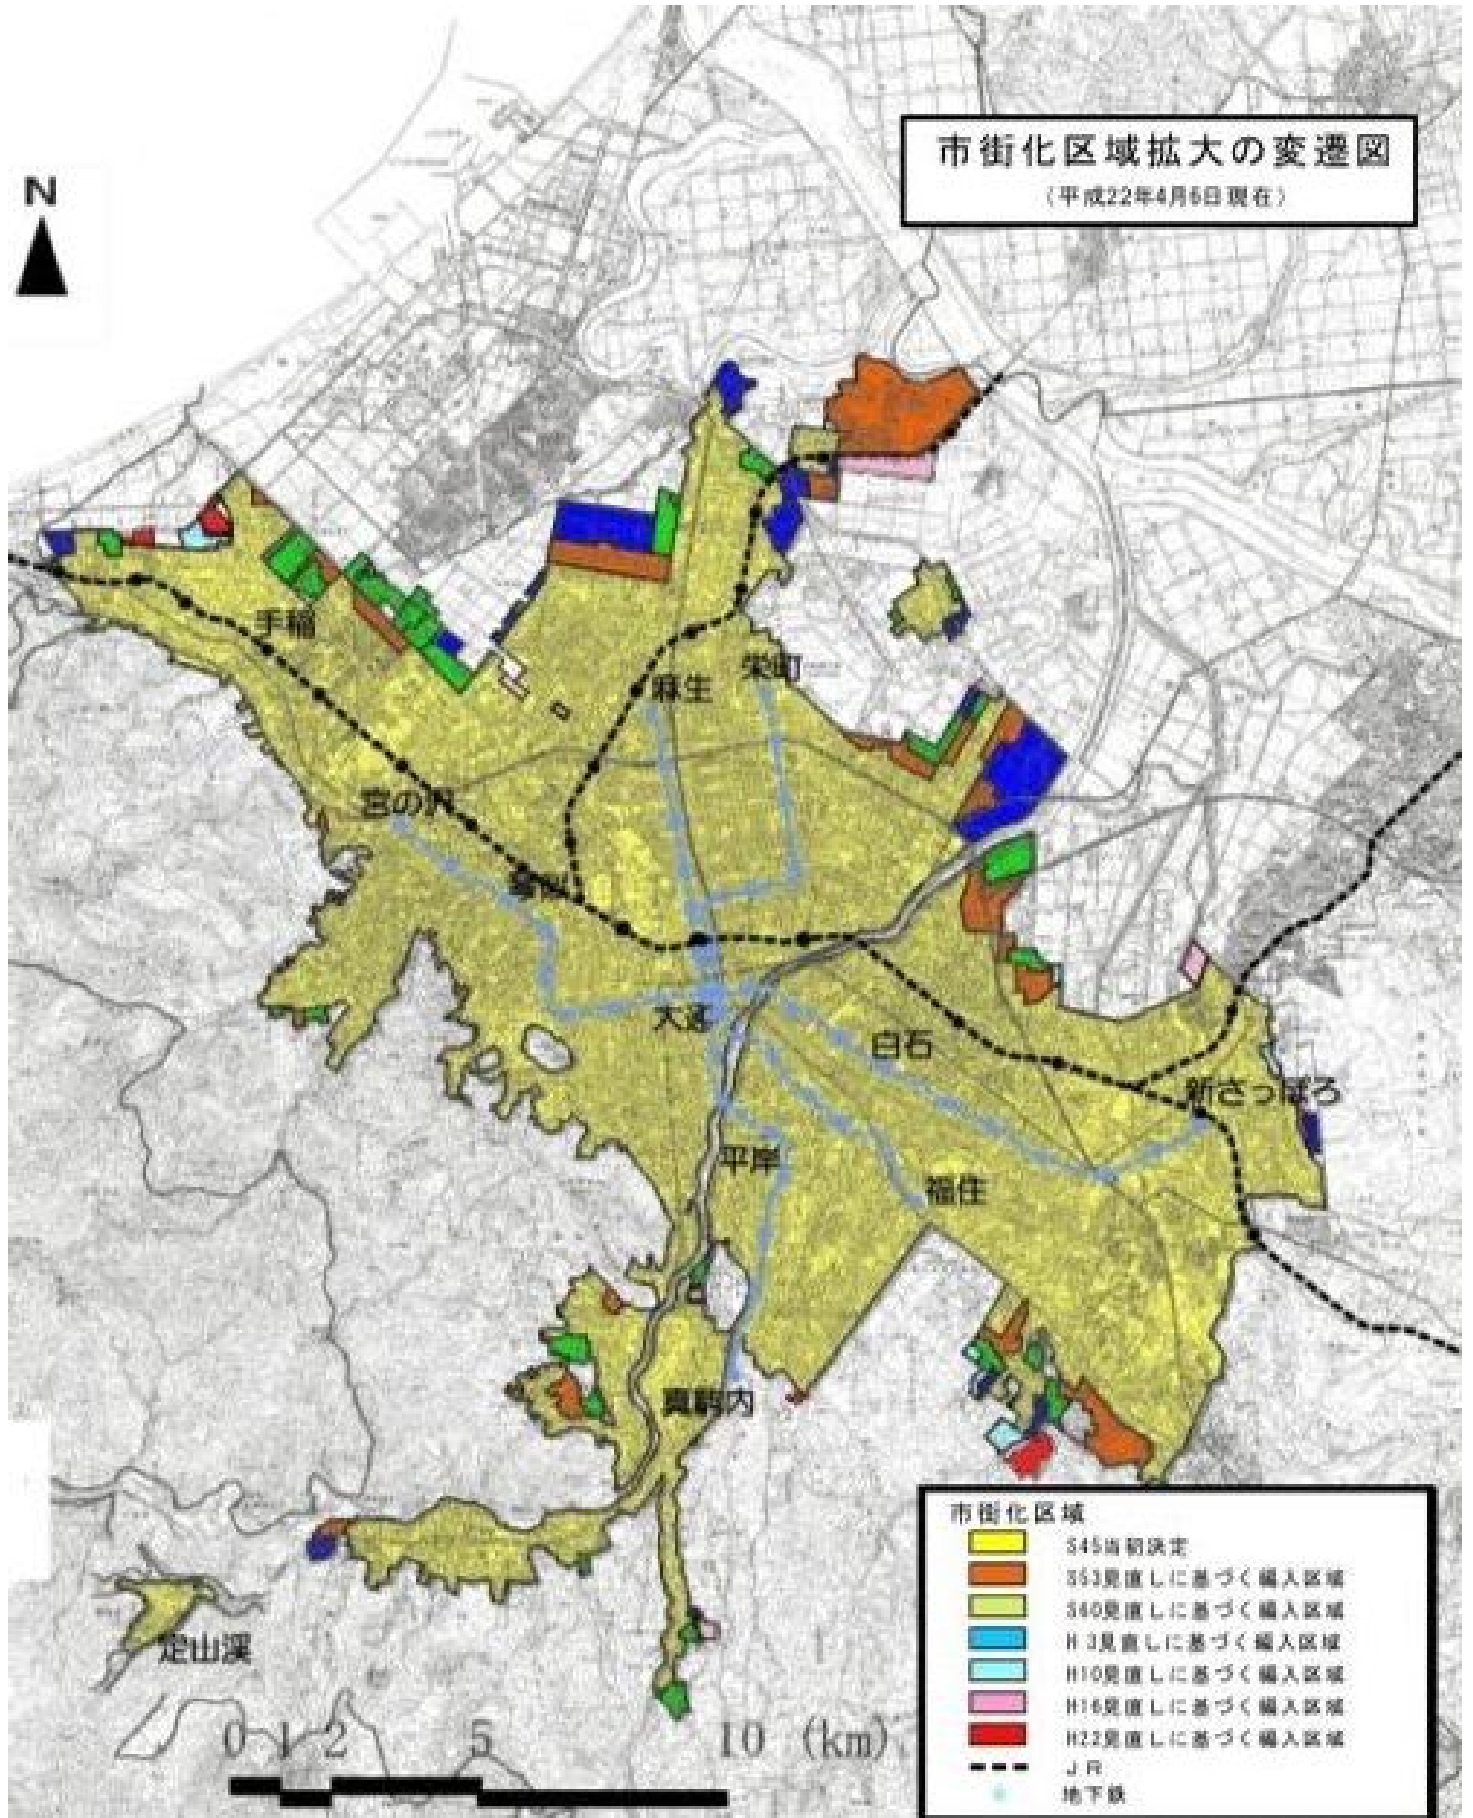 市街化区域拡大の変遷図
(平成22年4月6日現在)
N
手稲
麻生
栄町
宮の沢
大通
白石
新さっぽろ
平岸
福住
真駒内
定山渓
0 1 2 5 10 (km)
市街化区域
S45当初決定
S53見直しに基づく編入区域
S60見直しに基づく編入区域
H 3見直しに基づく編入区域
H10見直しに基づく編入区域
H16見直しに基づく編入区域
H22見直しに基づく編入区域
JR
地下鉄